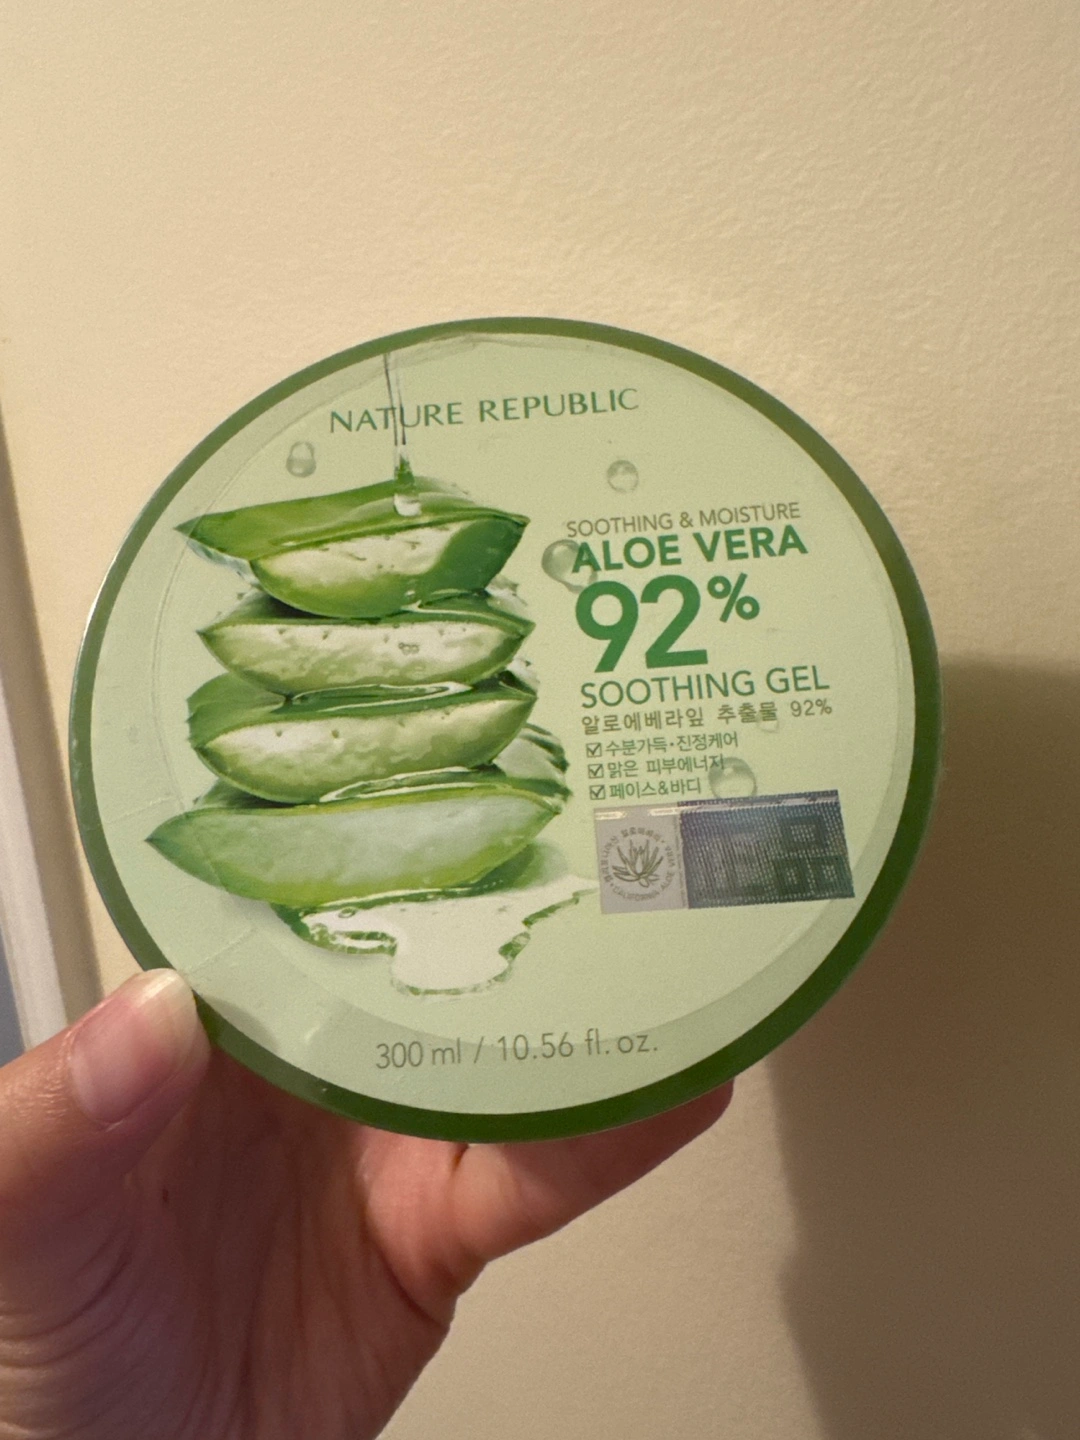 NATURE REPUBLIC
SOOTHING & MOISTURE
ALOE VERA
92%
SOOTHING GEL
알로에베라잎 추출물 92%
수분가득·진정케어
맑은 피부에너지
페이스&바디
CALIFORNIA ALOE
300 ml / 10.56 fl. oz.